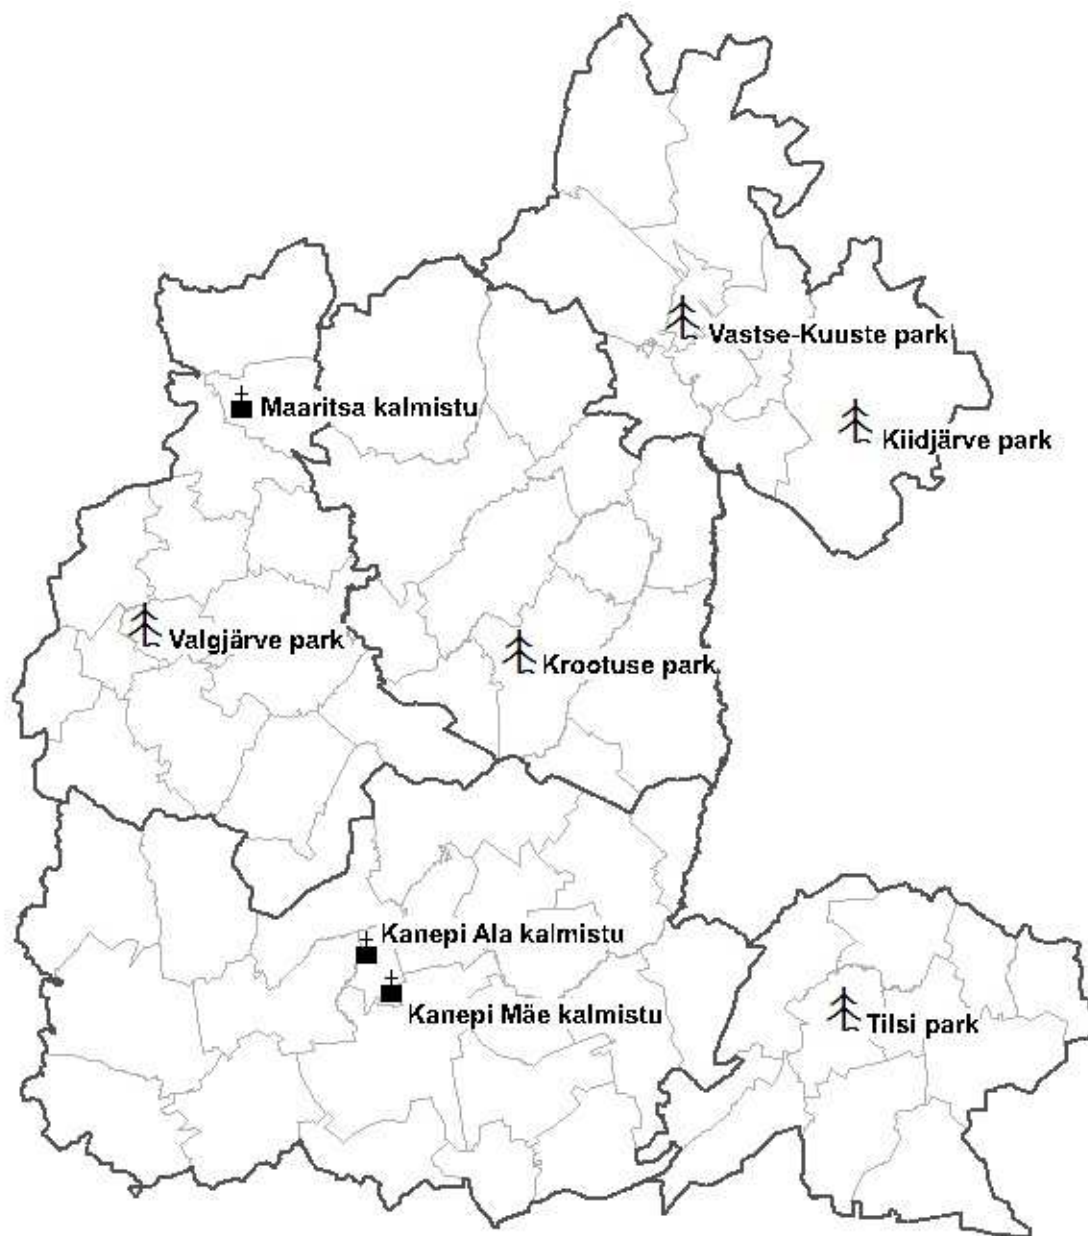 Vastse-Kuuste park
Maaritsa kalmistu
Kiidjärve park
Valgjärve park
Krootuse park
Kanepi Ala kalmistu
Kanepi Mäe kalmistu
Tilsi park